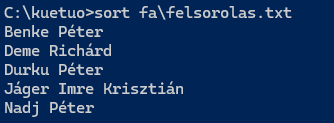 C:\kuetuo>sort fa\felsorolas.txt
Benke Péter
Deme Richárd
Durku Péter
Jáger Imre Krisztián
Nadj Péter